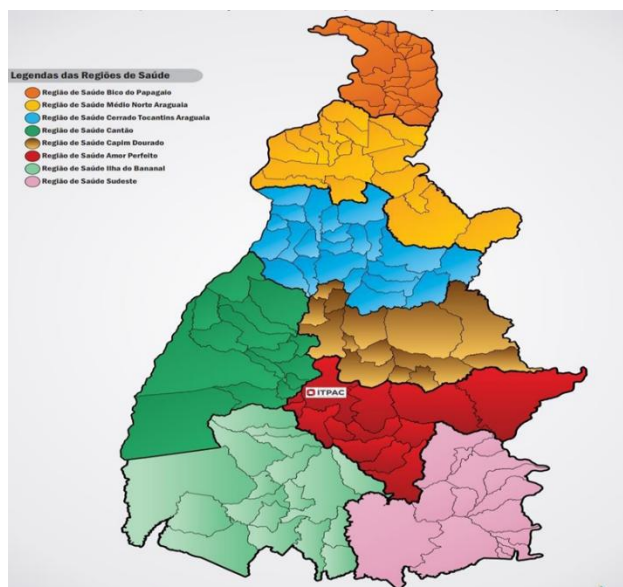 Legendas das Regiões de Saúde
Região de Saúde Bico do Papagaio
Região de Saúde Médio Norte Araguaia
Região de Saúde Cerrado Tocantins Araguaia
Região de Saúde Cantão
Região de Saúde Capim Dourado
Região de Saúde Amor Perfeito
Região de Saúde Ilha do Bananal
Região de Saúde Sudeste
ITPAC